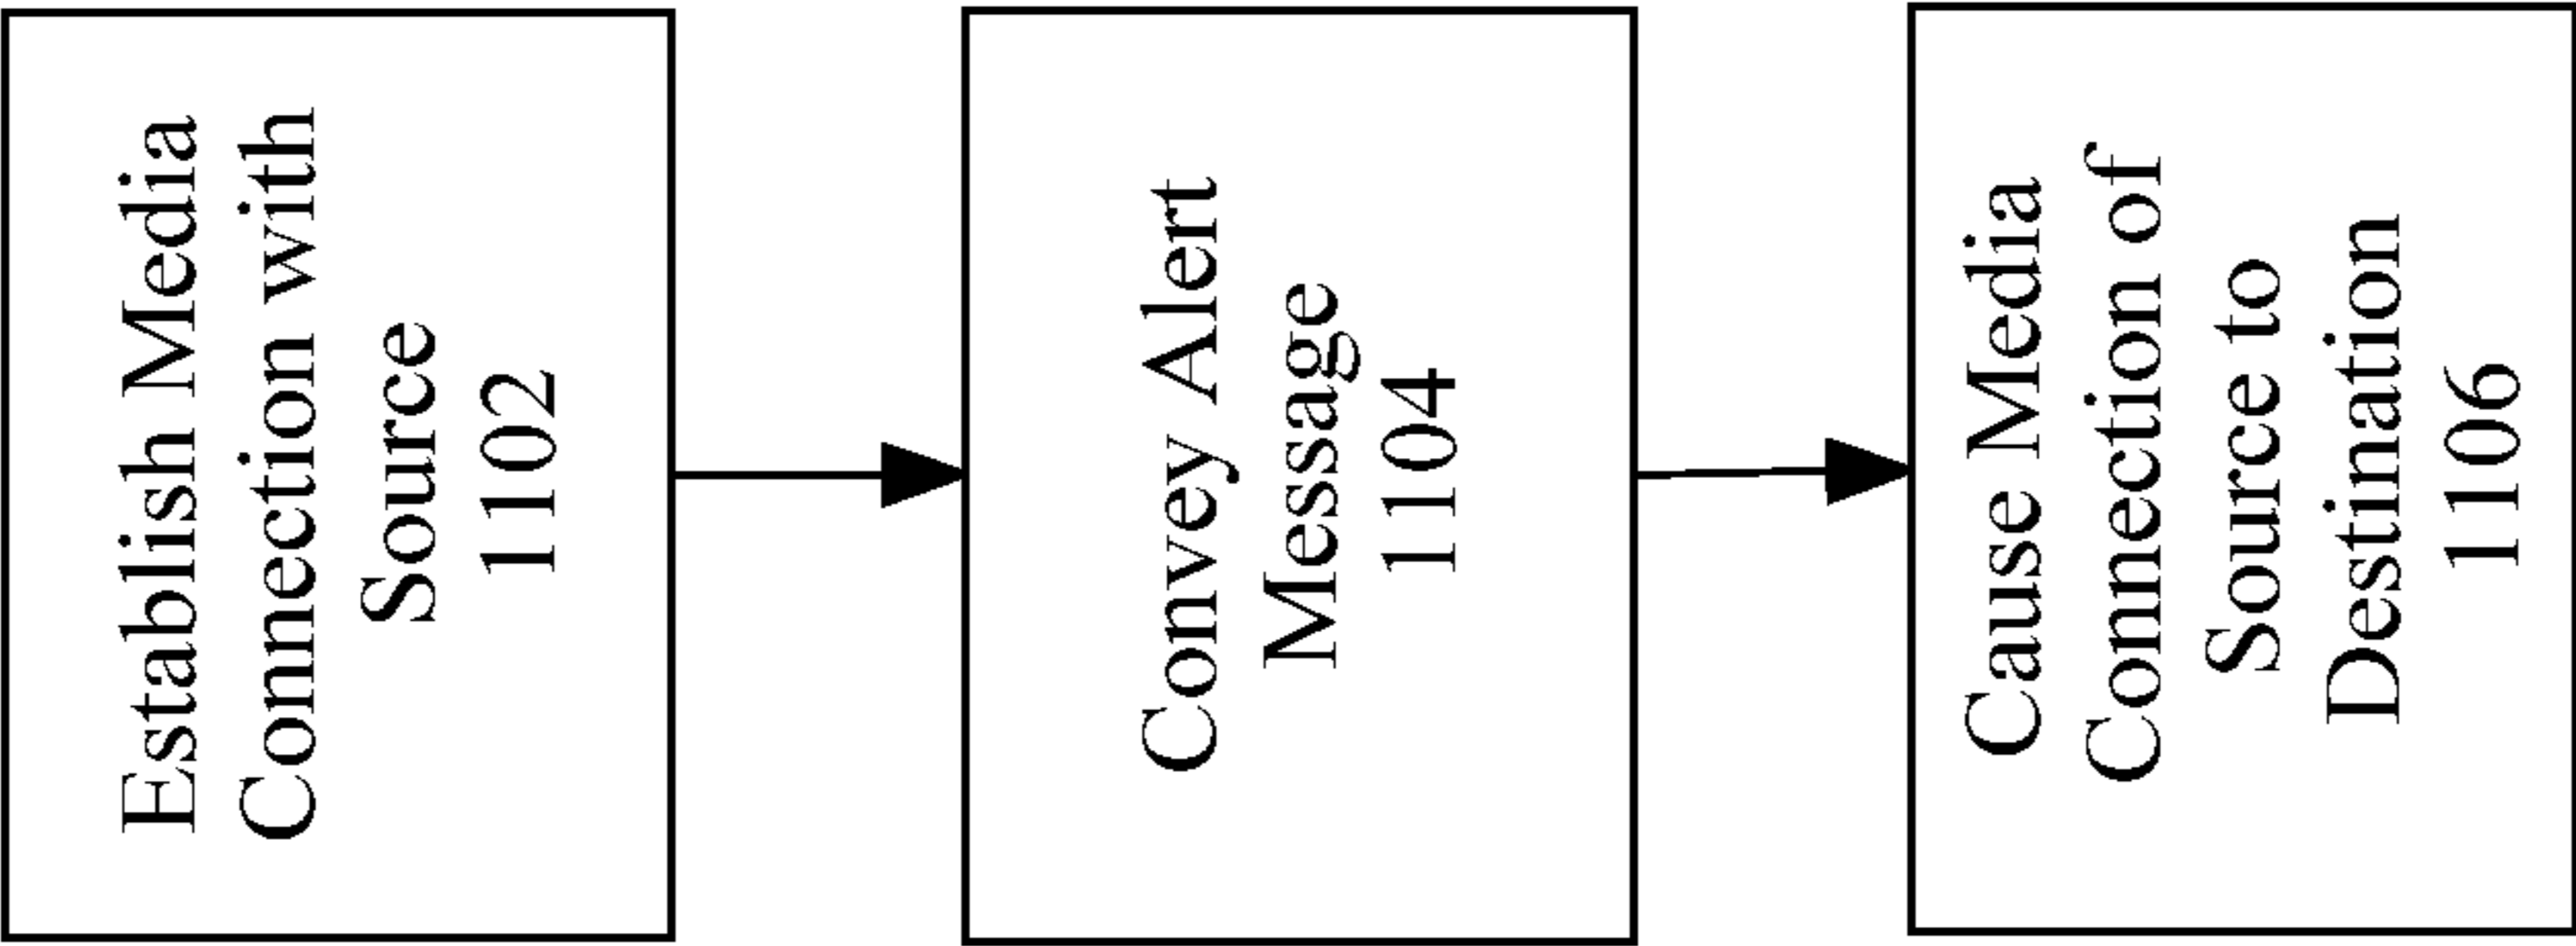 Establish Media
Connection with
Source
1102
Convey Alert
Message
1104
Cause Media
Connection of
Source to
Destination
1106